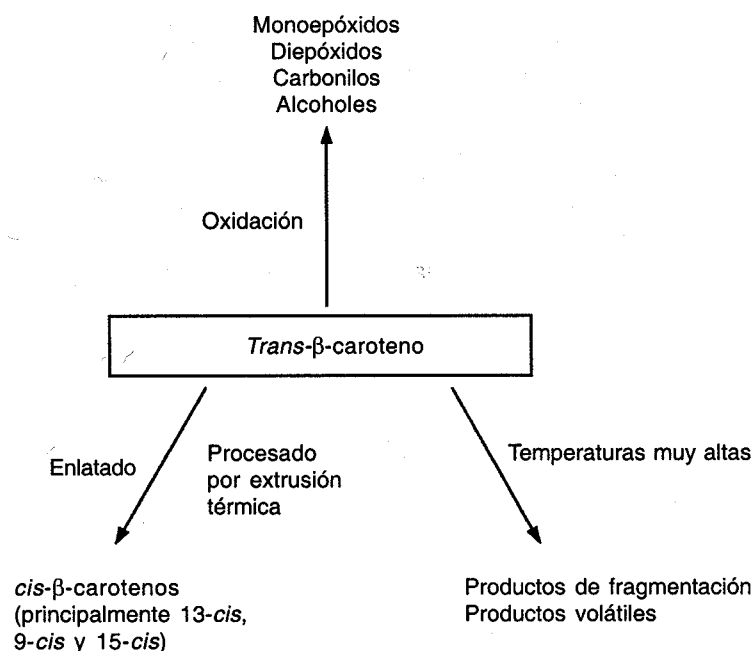 Monoepóxidos
Diepóxidos
Carbonilos
Alcoholes
Oxidación
Trans-β-caroteno
Enlatado
Procesado
por extrusión
térmica
Temperaturas muy altas
cis-β-carotenos
(principalmente 13-cis,
9-cis y 15-cis)
Productos de fragmentación
Productos volátiles